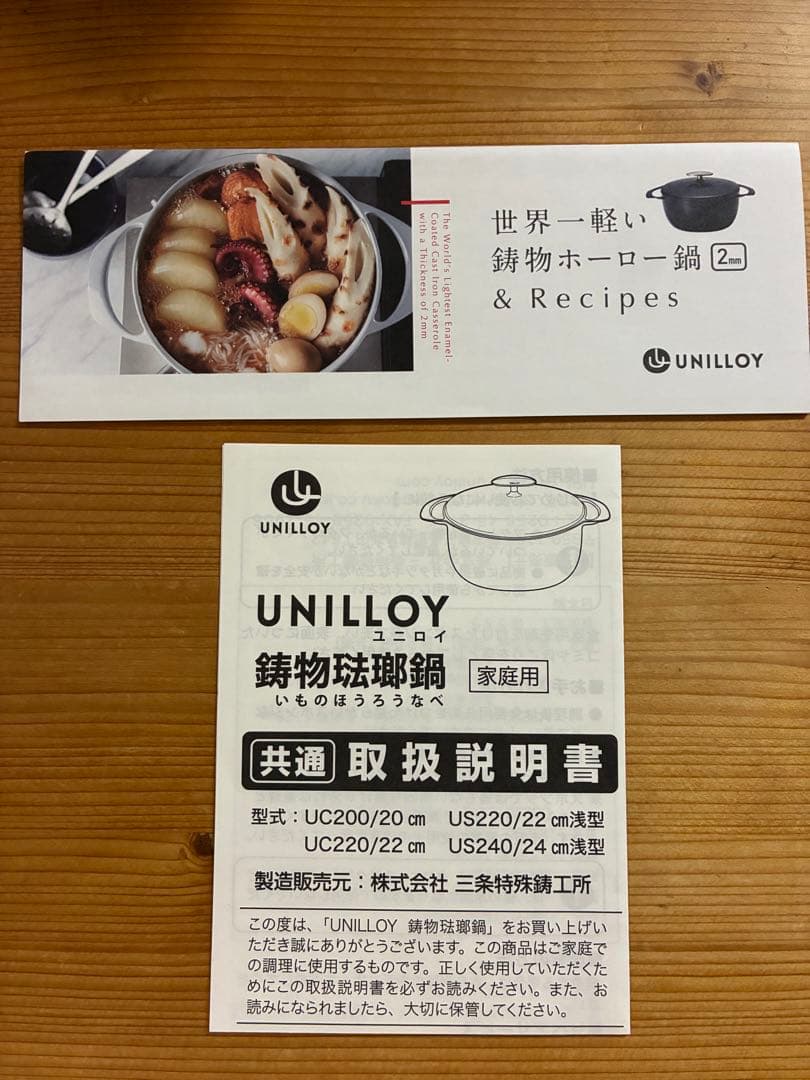 The World's Lightest Enamel-
Coated Cast Iron Casserole
with a Thickness of 2mm
世界一軽い
鋳物ホーロー鍋 2mm
& Recipes
UNILLOY
UNILLOY
UNILLOY
ユニロイ
鋳物琺瑯鍋 家庭用
いものほうろうなべ
共通 取扱説明書
型式：UC200/20㎝ US220/22㎝浅型
UC220/22㎝ US240/24㎝浅型
製造販売元：株式会社 三条特殊鋳工所
この度は、「UNILLOY 鋳物琺瑯鍋」をお買い上げい
ただき誠にありがとうございます。この商品はご家庭で
の調理に使用するものです。正しく使用していただくた
めにこの取扱説明書を必ずお読みください。また、お
読みになられましたら、大切に保管してください。